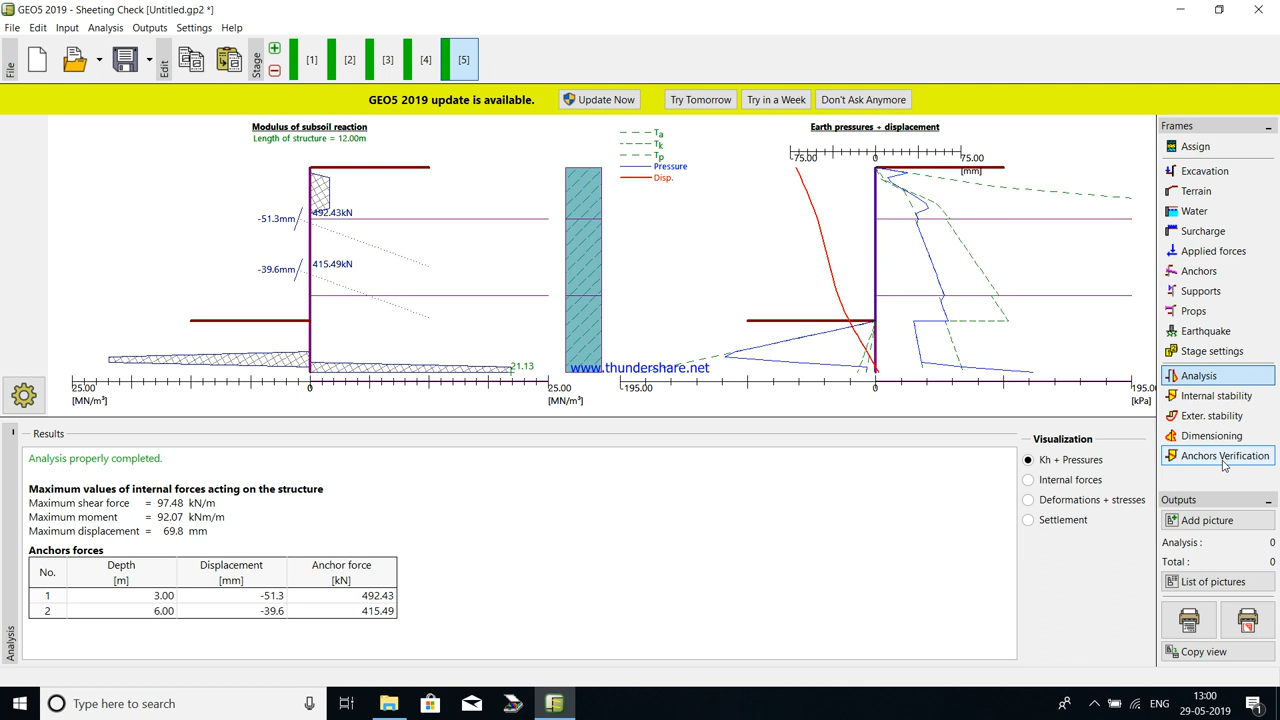 GEO5 2019 - Sheeting Check [Untitled.gp2 *]
File Edit Input Analysis Outputs Settings Help
File
Edit
Stage
[1] [2] [3] [4] [5]
GEO5 2019 update is available. Update Now Try Tomorrow Try in a Week Don't Ask Anymore
Modulus of subsoil reaction
Length of structure = 12.00m
-51.3mm 492.43kN
-39.6mm 415.49kN
21.13
25.00 0 25.00
[MN/m³] [MN/m³]
Ta
Tk
Tp
Pressure
Disp.
www.thundershare.net
Earth pressures + displacement
-75.00 0 75.00
[mm]
-195.00 0 195.00
[kPa]
Frames
Assign
Excavation
Terrain
Water
Surcharge
Applied forces
Anchors
Supports
Props
Earthquake
Stage settings
Analysis
Internal stability
Exter. stability
Dimensioning
Anchors Verification
Outputs
Add picture
Analysis : 0
Total : 0
List of pictures
Copy view
Analysis
Results
Analysis properly completed.
Maximum values of internal forces acting on the structure
Maximum shear force = 97.48 kN/m
Maximum moment = 92.07 kNm/m
Maximum displacement = 69.8 mm
Anchors forces
No. Depth Displacement Anchor force
[m] [mm] [kN]
1 3.00 -51.3 492.43
2 6.00 -39.6 415.49
Visualization
Kh + Pressures
Internal forces
Deformations + stresses
Settlement
Type here to search
ENG
13:00
29-05-2019
1